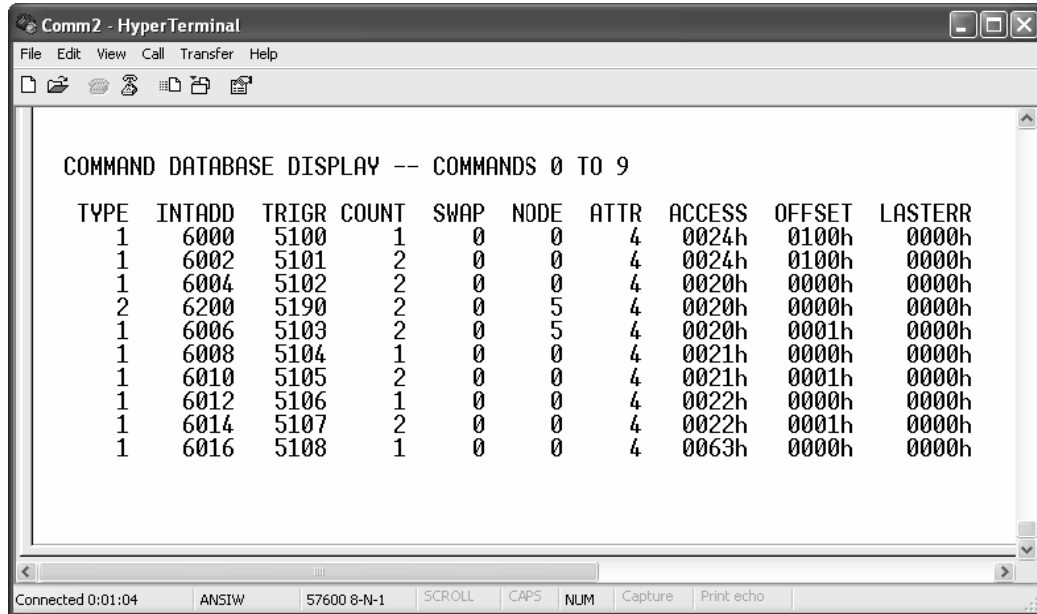 Comm2 - HyperTerminal
File Edit View Call Transfer Help
COMMAND DATABASE DISPLAY -- COMMANDS 0 TO 9
TYPE INTADD TRIGR COUNT SWAP NODE ATTR ACCESS OFFSET LASTERR
1 6000 5100 1 0 0 4 0024h 0100h 0000h
1 6002 5101 2 0 0 4 0024h 0100h 0000h
1 6004 5102 2 0 0 4 0020h 0000h 0000h
2 6200 5190 2 0 5 4 0020h 0000h 0000h
1 6006 5103 2 0 5 4 0020h 0001h 0000h
1 6008 5104 1 0 0 4 0021h 0000h 0000h
1 6010 5105 2 0 0 4 0021h 0001h 0000h
1 6012 5106 1 0 0 4 0022h 0000h 0000h
1 6014 5107 2 0 0 4 0022h 0001h 0000h
1 6016 5108 1 0 0 4 0063h 0000h 0000h
Connected 0:01:04 ANSIW 57600 8-N-1 SCROLL CAPS NUM Capture Print echo